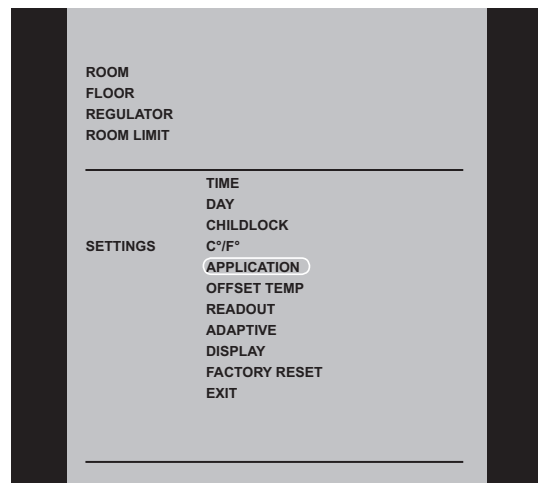 ROOM
FLOOR
REGULATOR
ROOM LIMIT
TIME
DAY
CHILDLOCK
SETTINGS C°/F°
APPLICATION
OFFSET TEMP
READOUT
ADAPTIVE
DISPLAY
FACTORY RESET
EXIT